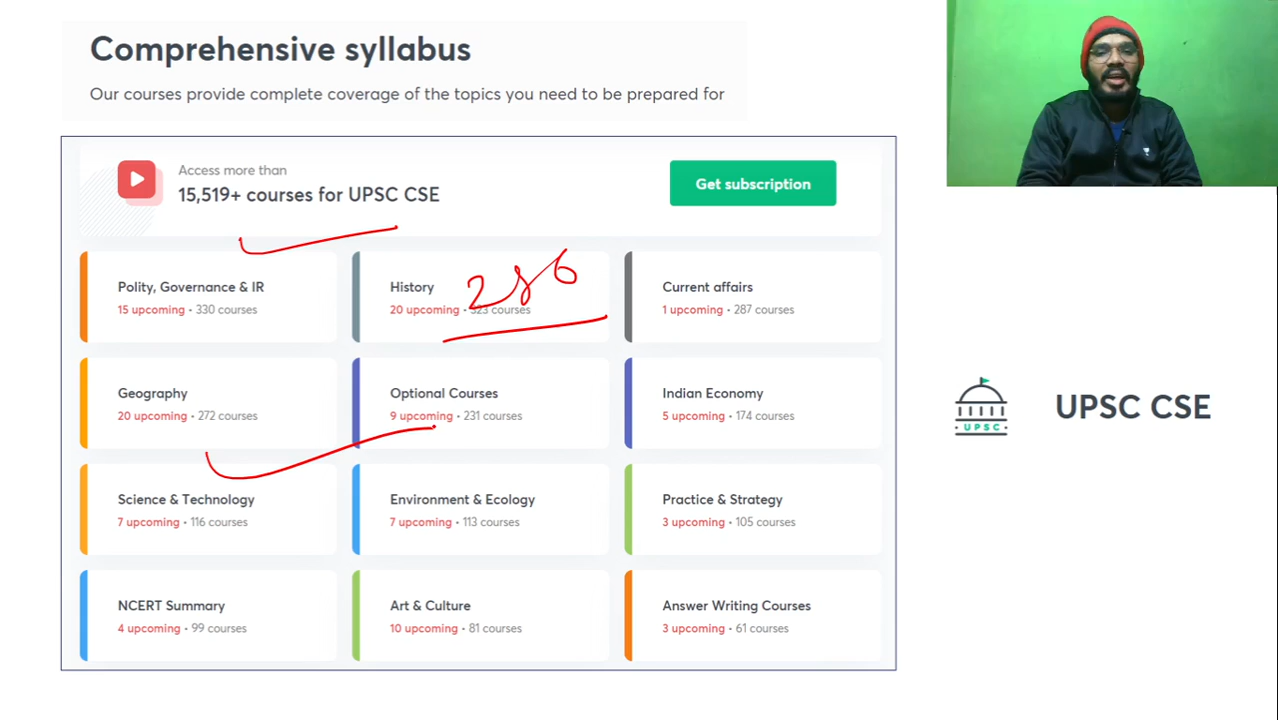 Comprehensive syllabus
Our courses provide complete coverage of the topics you need to be prepared for
Access more than
15,519+ courses for UPSC CSE
Get subscription
Polity, Governance & IR
15 upcoming • 330 courses
History
20 upcoming • 323 courses
Current affairs
1 upcoming • 287 courses
Geography
20 upcoming • 272 courses
Optional Courses
9 upcoming • 231 courses
Indian Economy
5 upcoming • 174 courses
Science & Technology
7 upcoming • 116 courses
Environment & Ecology
7 upcoming • 113 courses
Practice & Strategy
3 upcoming • 105 courses
NCERT Summary
4 upcoming • 99 courses
Art & Culture
10 upcoming • 81 courses
Answer Writing Courses
3 upcoming • 61 courses
UPSC
UPSC CSE